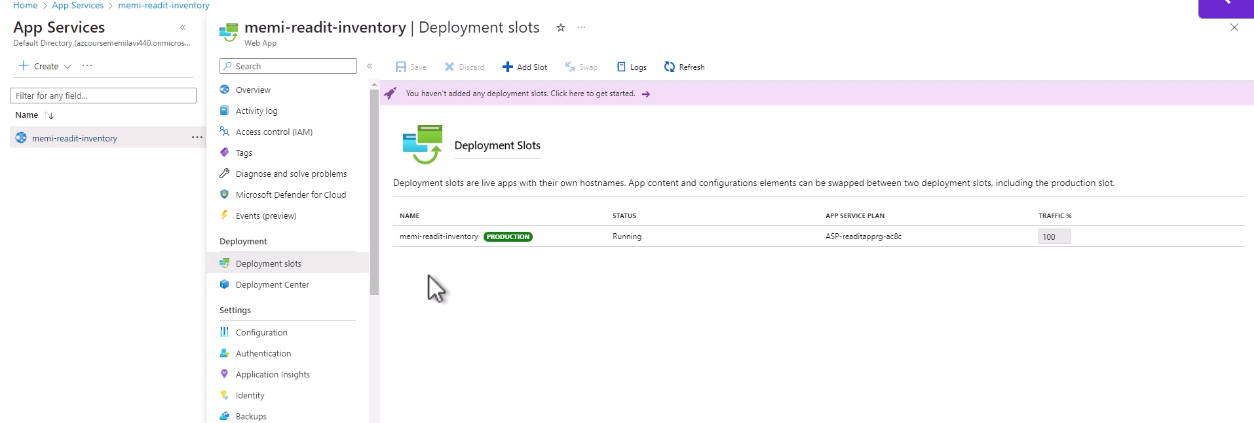 Home > App Services > memi-readit-inventory
App Services
«
Default Directory (azcoursememilavi440.onmicros...
+ Create ...
Filter for any field...
Name ↑↓
memi-readit-inventory ...
memi-readit-inventory | Deployment slots ☆ ...
Web App
Search
«
Overview
Activity log
Access control (IAM)
Tags
Diagnose and solve problems
Microsoft Defender for Cloud
Events (preview)
Deployment
Deployment slots
Deployment Center
Settings
Configuration
Authentication
Application Insights
Identity
Backups
Save Discard Add Slot Swap Logs Refresh
You haven't added any deployment slots. Click here to get started. →
Deployment Slots
Deployment slots are live apps with their own hostnames. App content and configurations elements can be swapped between two deployment slots, including the production slot.
NAME STATUS APP SERVICE PLAN TRAFFIC %
memi-readit-inventory PRODUCTION Running ASP-readitapprg-ac8c 100